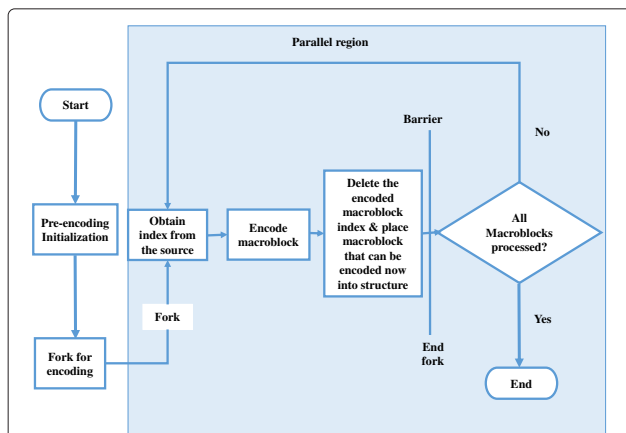 Parallel region
Start
Pre-encoding
Initialization
Fork for
encoding
Fork
Obtain
index from
the source
Encode
macroblock
Delete the
encoded
macroblock
index & place
macroblock
that can be
encoded now
into structure
Barrier
End
fork
All
Macroblocks
processed?
No
Yes
End